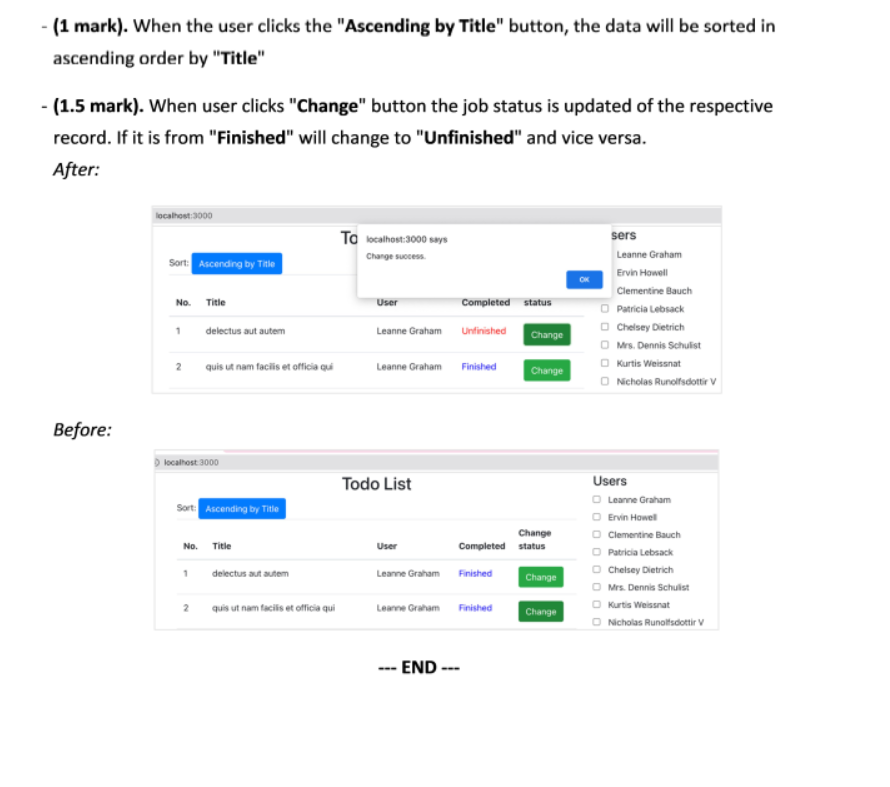 - (1 mark). When the user clicks the "Ascending by Title" button, the data will be sorted in
ascending order by "Title"
- (1.5 mark). When user clicks "Change" button the job status is updated of the respective
record. If it is from "Finished" will change to "Unfinished" and vice versa.
After:
localhost:3000
To
localhost:3000 says
Change success.
OK
sers
Sort: Ascending by Title
No. Title User Completed status
1 delectus aut autem Leanne Graham Unfinished Change
2 quis ut nam facilis et officia qui Leanne Graham Finished Change
Leanne Graham
Ervin Howell
Clementine Bauch
Patricia Lebsack
Chelsey Dietrich
Mrs. Dennis Schulist
Kurtis Weissnat
Nicholas Runolfsdottir V
Before:
localhost:3000
Todo List
Sort: Ascending by Title
No. Title User Completed Change status
1 delectus aut autem Leanne Graham Finished Change
2 quis ut nam facilis et officia qui Leanne Graham Finished Change
Users
Leanne Graham
Ervin Howell
Clementine Bauch
Patricia Lebsack
Chelsey Dietrich
Mrs. Dennis Schulist
Kurtis Weissnat
Nicholas Runolfsdottir V
--- END ---